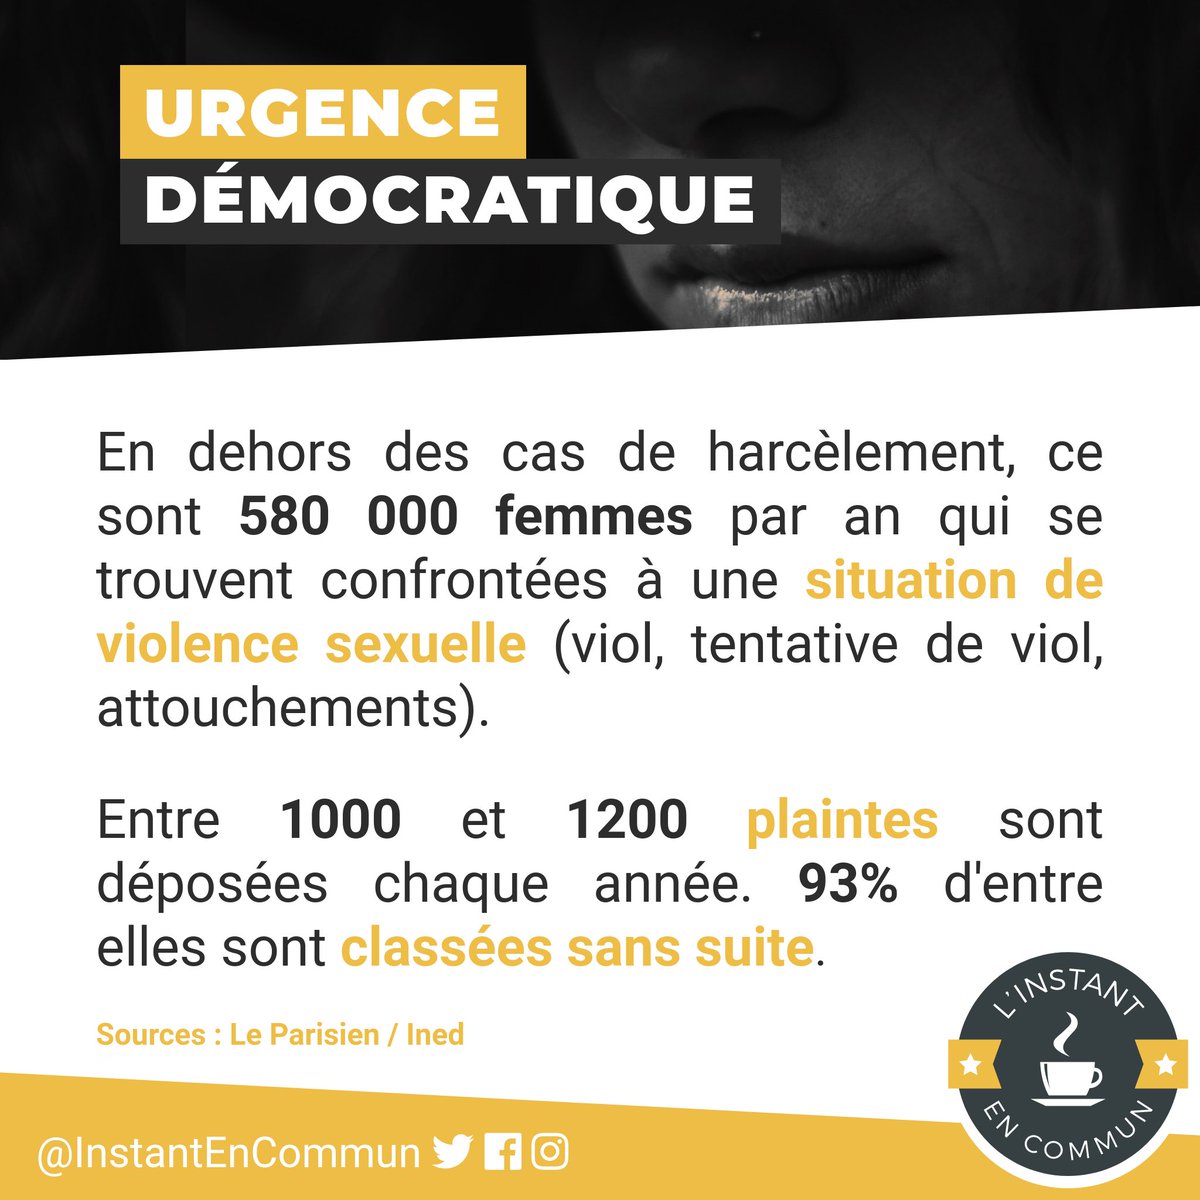 URGENCE
DÉMOCRATIQUE
En dehors des cas de harcèlement, ce
sont 580 000 femmes par an qui se
trouvent confrontées à une situation de
violence sexuelle (viol, tentative de viol,
attouchements).
Entre 1000 et 1200 plaintes sont
déposées chaque année. 93% d'entre
elles sont classées sans suite.
Sources : Le Parisien / Ined
L'INSTANT
EN COMMUN
@InstantEnCommun